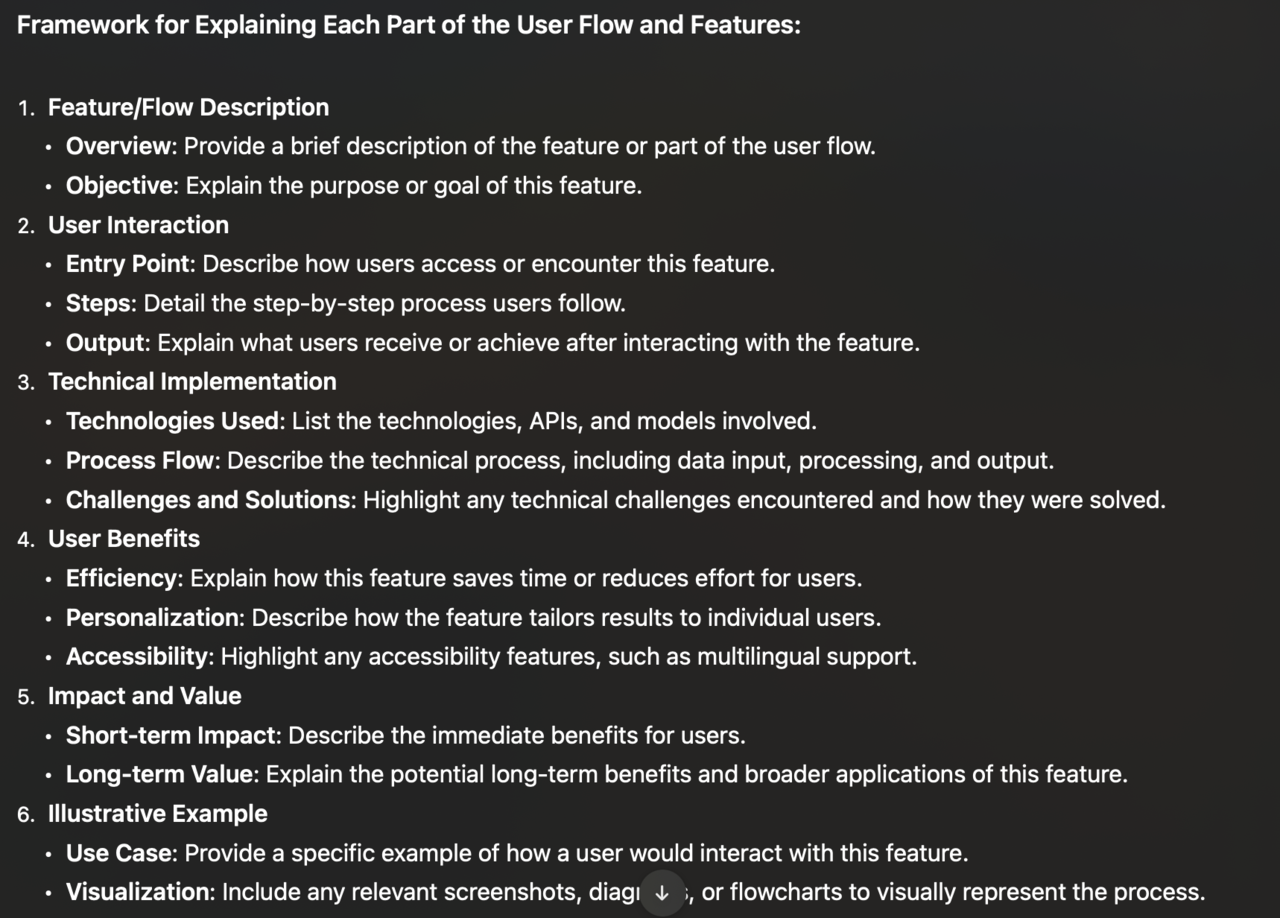 Framework for Explaining Each Part of the User Flow and Features:
1. Feature/Flow Description
• Overview: Provide a brief description of the feature or part of the user flow.
• Objective: Explain the purpose or goal of this feature.
2. User Interaction
• Entry Point: Describe how users access or encounter this feature.
• Steps: Detail the step-by-step process users follow.
• Output: Explain what users receive or achieve after interacting with the feature.
3. Technical Implementation
• Technologies Used: List the technologies, APIs, and models involved.
• Process Flow: Describe the technical process, including data input, processing, and output.
• Challenges and Solutions: Highlight any technical challenges encountered and how they were solved.
4. User Benefits
• Efficiency: Explain how this feature saves time or reduces effort for users.
• Personalization: Describe how the feature tailors results to individual users.
• Accessibility: Highlight any accessibility features, such as multilingual support.
5. Impact and Value
• Short-term Impact: Describe the immediate benefits for users.
• Long-term Value: Explain the potential long-term benefits and broader applications of this feature.
6. Illustrative Example
• Use Case: Provide a specific example of how a user would interact with this feature.
• Visualization: Include any relevant screenshots, or flowcharts to visually represent the process.